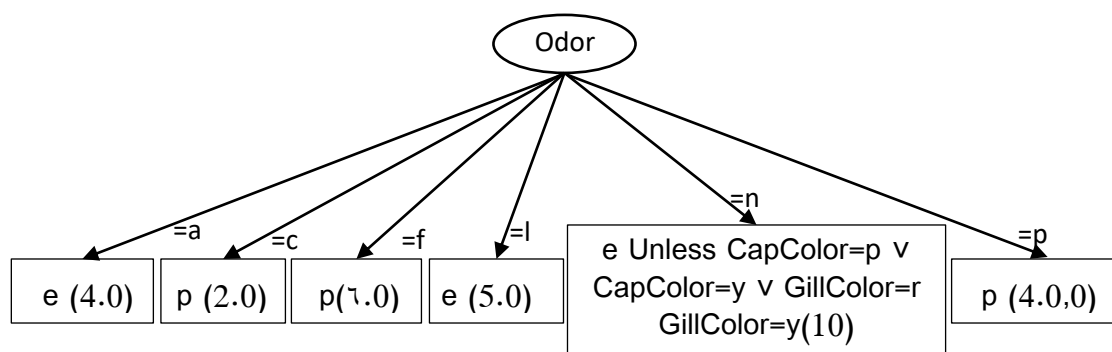 Odor
=a
=c
=f
=l
=n
=p
e (4.0)
p (2.0)
p(٦.0)
e (5.0)
e Unless CapColor=p ∨
CapColor=y ∨ GillColor=r
GillColor=y(10)
p (4.0,0)